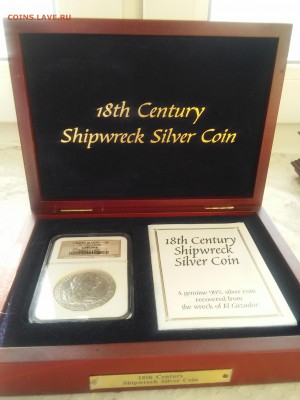 COINS.LAVE.RU
18th Century
Shipwreck Silver Coin
18th Century
Shipwreck
Silver Coin
A genuine 90% silver coin
recovered from
the wreck of El Cazador
18th Century
Shipwreck Silver Coin